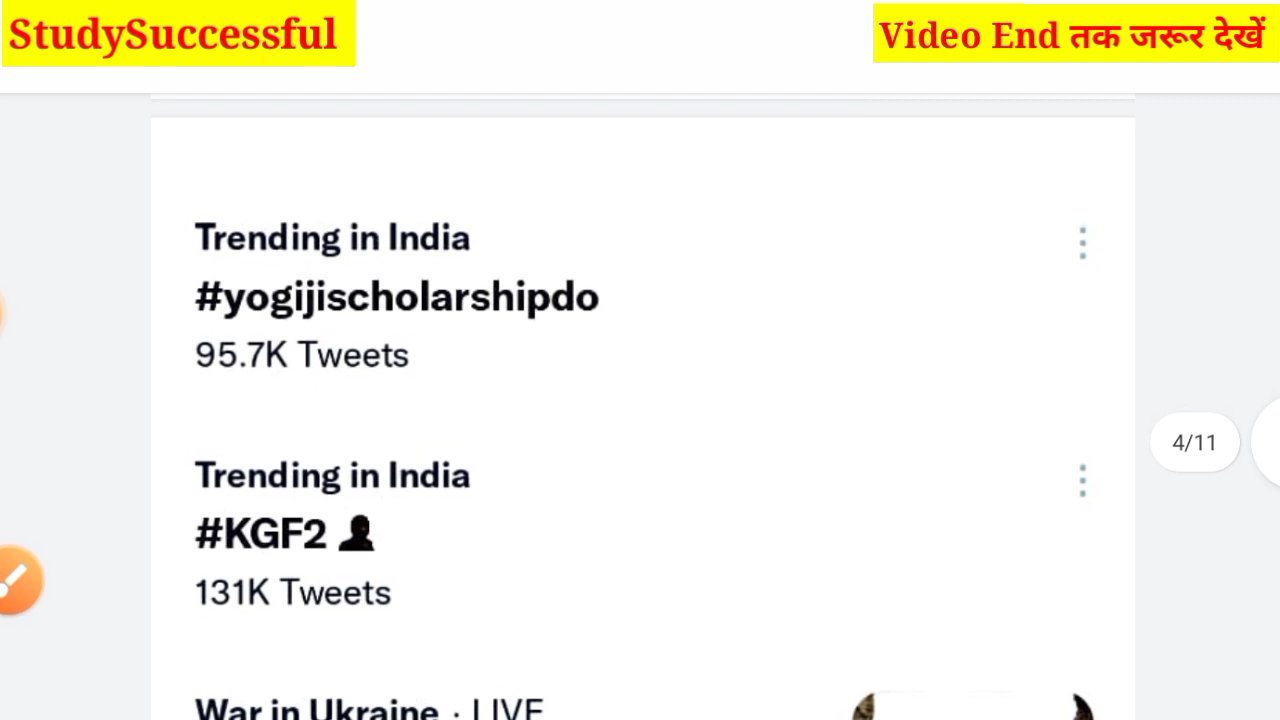 StudySuccessful
Video End तक जरूर देखें
Trending in India
#yogijischolarshipdo
95.7K Tweets
4/11
Trending in India
#KGF2
131K Tweets
War in Ukraine · LIVE